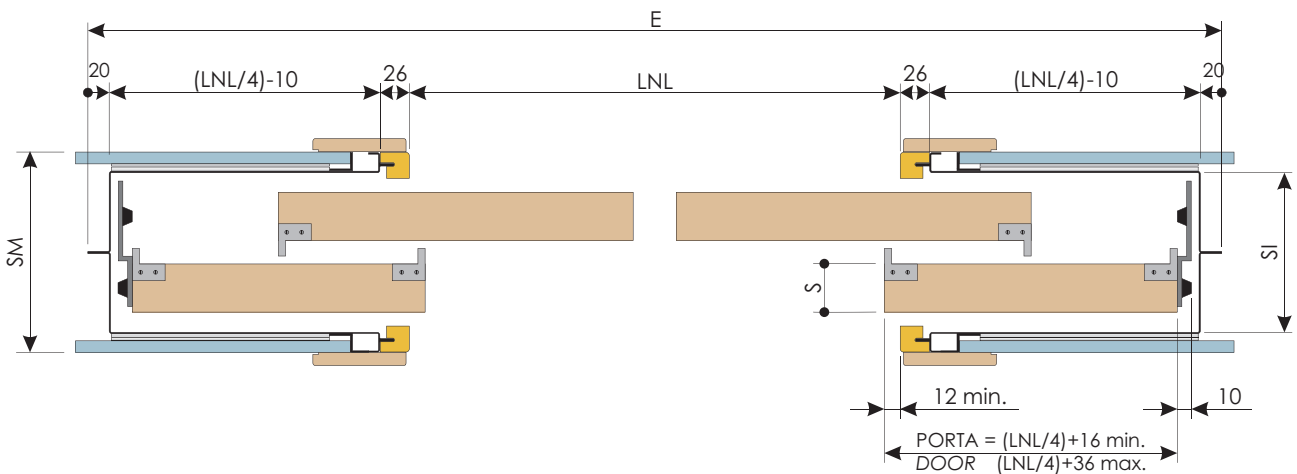 E
20
(LNL/4)-10
26
LNL
26
(LNL/4)-10
20
SM
S
SI
12 min.
10
PORTA = (LNL/4)+16 min.
DOOR (LNL/4)+36 max.